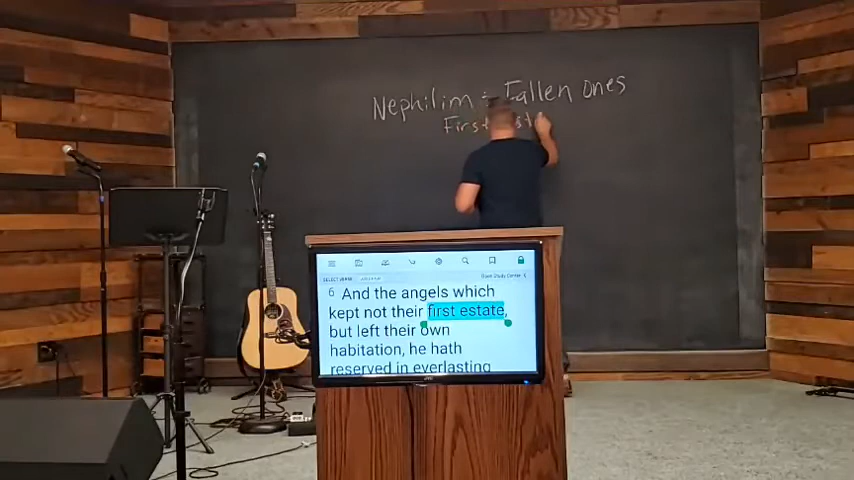 Nephilim ÷ Fallen Ones
6 And the angels which
kept not their first estate,
but left their own
habitation, he hath
reserved in everlasting